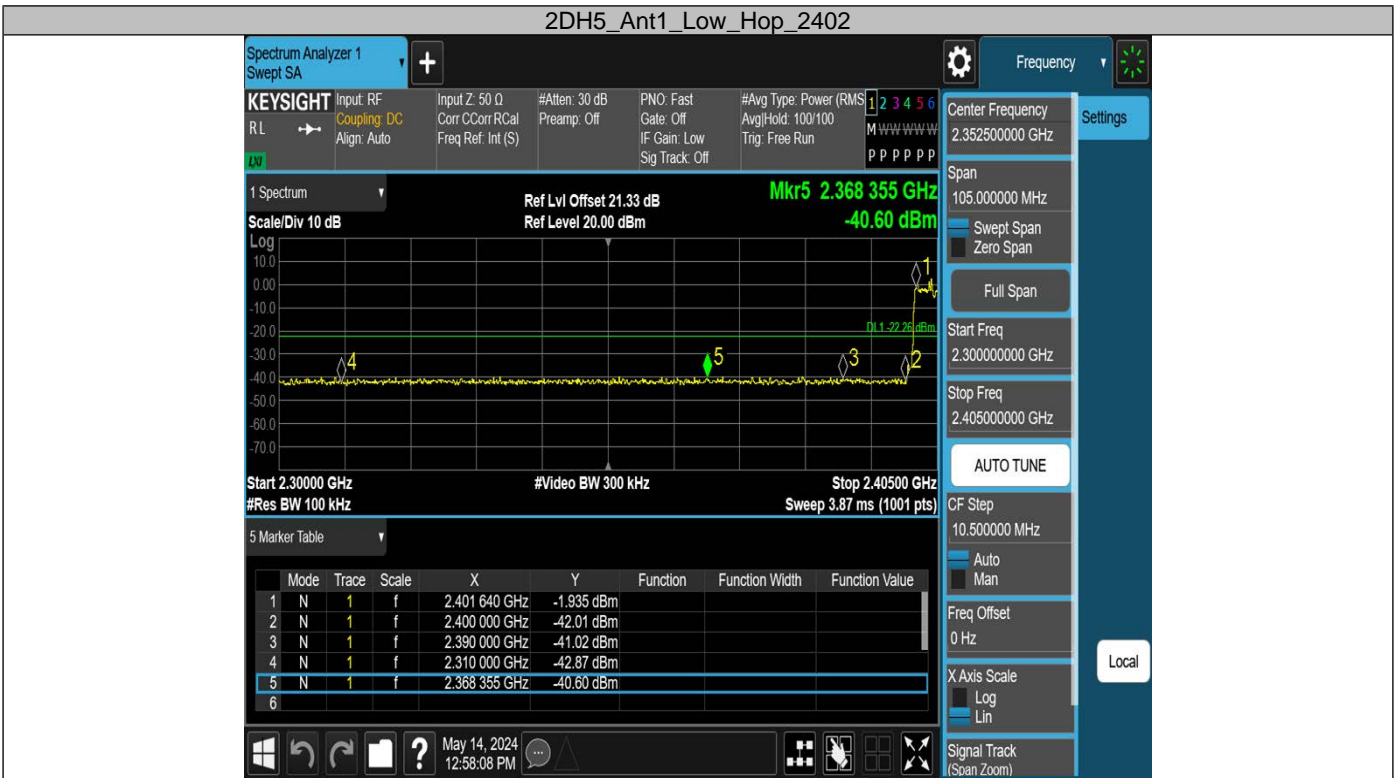 2DH5_Ant1_Low_Hop_2402
Spectrum Analyzer 1
Swept SA
+
Frequency
KEYSIGHT
RL
LXI
Input: RF
Coupling: DC
Align: Auto
Input Z: 50 Ω
Corr CCorr RCal
Freq Ref: Int (S)
#Atten: 30 dB
Preamp: Off
PNO: Fast
Gate: Off
IF Gain: Low
Sig Track: Off
#Avg Type: Power (RMS
Avg|Hold: 100/100
Trig: Free Run
1 2 3 4 5 6
M W W W W W
P P P P P P
Center Frequency
2.352500000 GHz
Settings
1 Spectrum
Scale/Div 10 dB
Ref Lvl Offset 21.33 dB
Ref Level 20.00 dBm
Mkr5 2.368 355 GHz
-40.60 dBm
Span
105.000000 MHz
Swept Span
Zero Span
Log
10.0
0.00
-10.0
-20.0
-30.0
-40.0
-50.0
-60.0
-70.0
1
DL1 -22.26 dBm
4
5
3
2
Full Span
Start Freq
2.300000000 GHz
Stop Freq
2.405000000 GHz
AUTO TUNE
Start 2.30000 GHz
#Video BW 300 kHz
Stop 2.40500 GHz
#Res BW 100 kHz
Sweep 3.87 ms (1001 pts)
CF Step
10.500000 MHz
Auto
Man
5 Marker Table
Mode Trace Scale X Y Function Function Width Function Value
1 N 1 f 2.401 640 GHz -1.935 dBm
2 N 1 f 2.400 000 GHz -42.01 dBm
3 N 1 f 2.390 000 GHz -41.02 dBm
4 N 1 f 2.310 000 GHz -42.87 dBm
5 N 1 f 2.368 355 GHz -40.60 dBm
6
Freq Offset
0 Hz
Local
X Axis Scale
Log
Lin
Signal Track
(Span Zoom)
?
May 14, 2024
12:58:08 PM